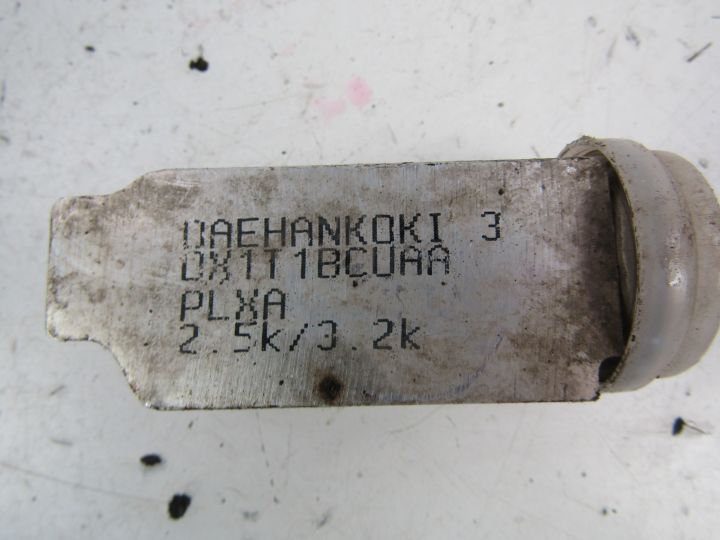 DAEHANKOKI 3
DX1T1BCUAA
PLXA
2.5k/3.2k